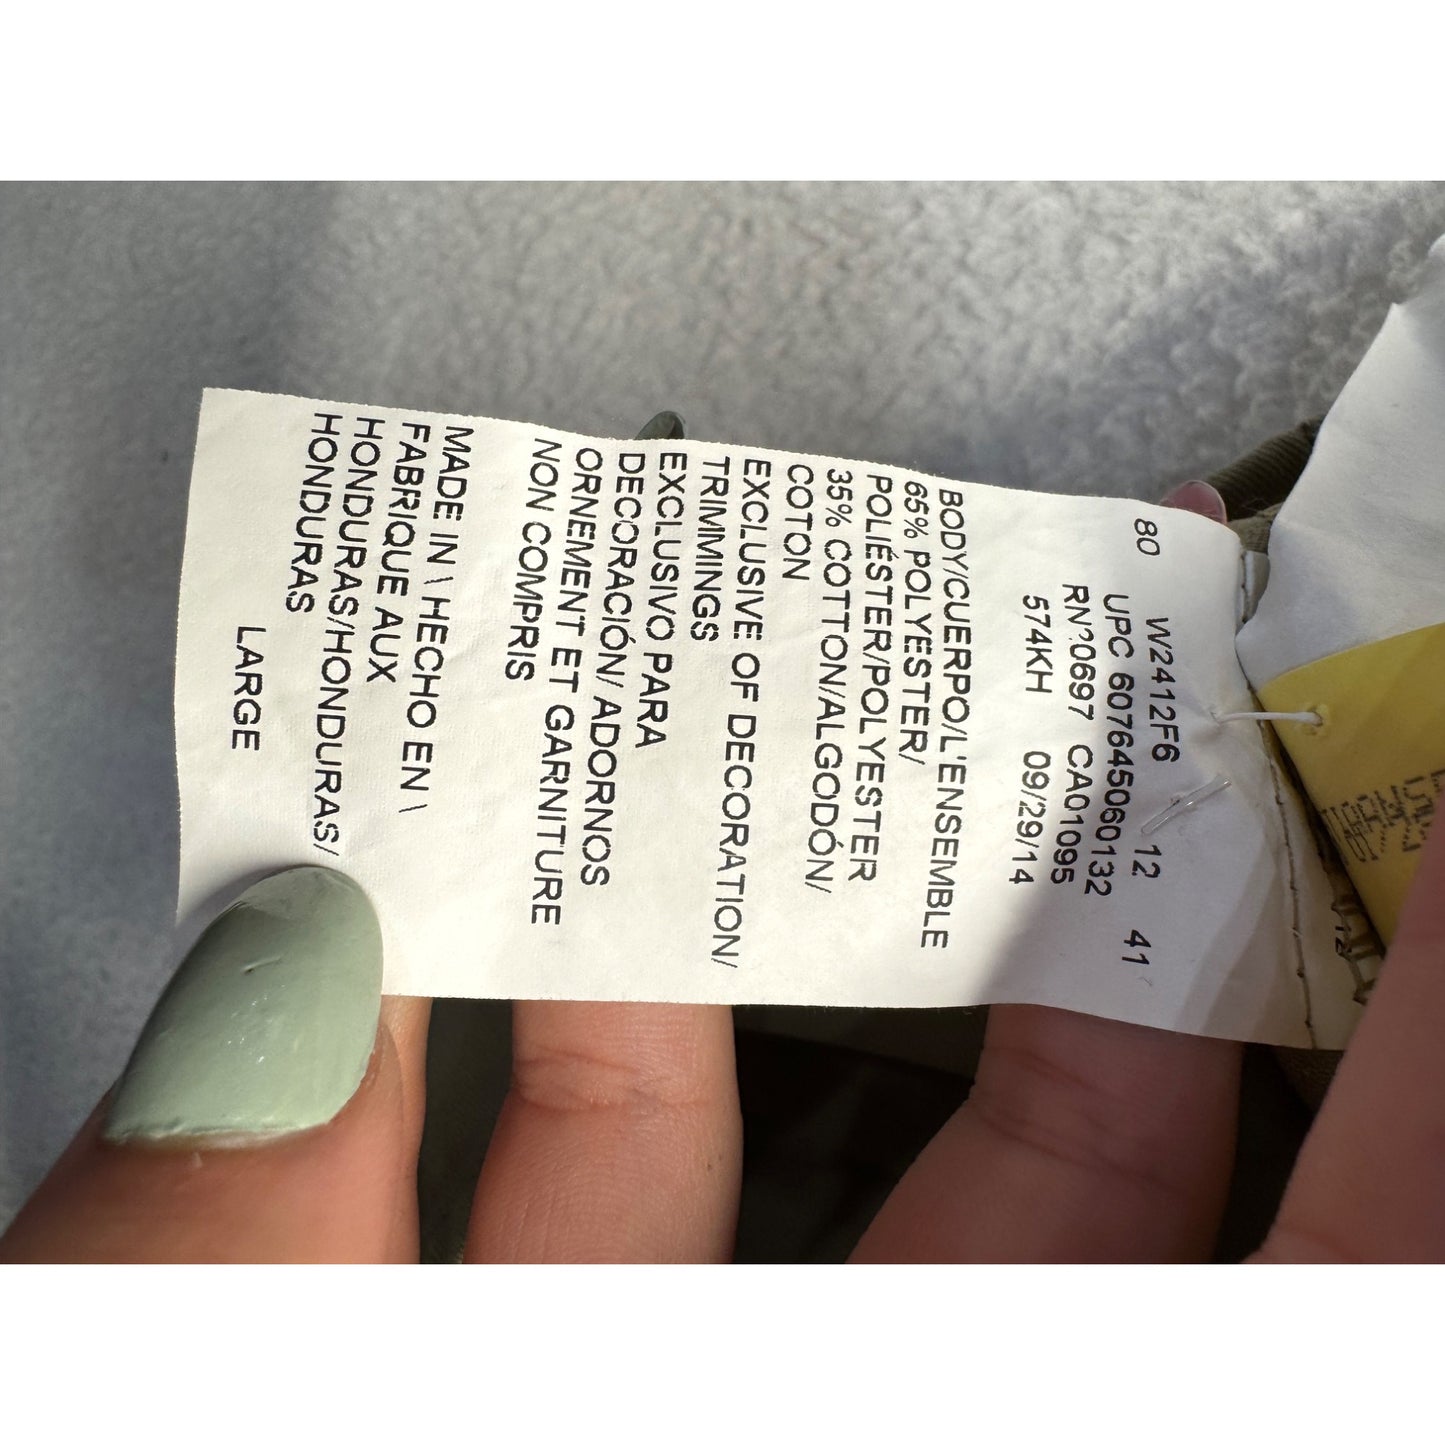 80 W2412F6 12 41
UPC 607645060132
RN?0697 CA01095
574KH 09/29/14
BODY/CUERPO/L'ENSEMBLE
65% POLYESTER/
POLIÉSTER/POLYESTER
35% COTTON/ALGODÓN/
COTON
EXCLUSIVE OF DECORATION/
TRIMMINGS
EXCLUSIVO PARA
DECORACIÓN/ ADORNOS
ORNEMENT ET GARNITURE
NON COMPRIS
MADE IN \ HECHO EN \
FABRIQUE AUX
HONDURAS/HONDURAS/
HONDURAS
LARGE